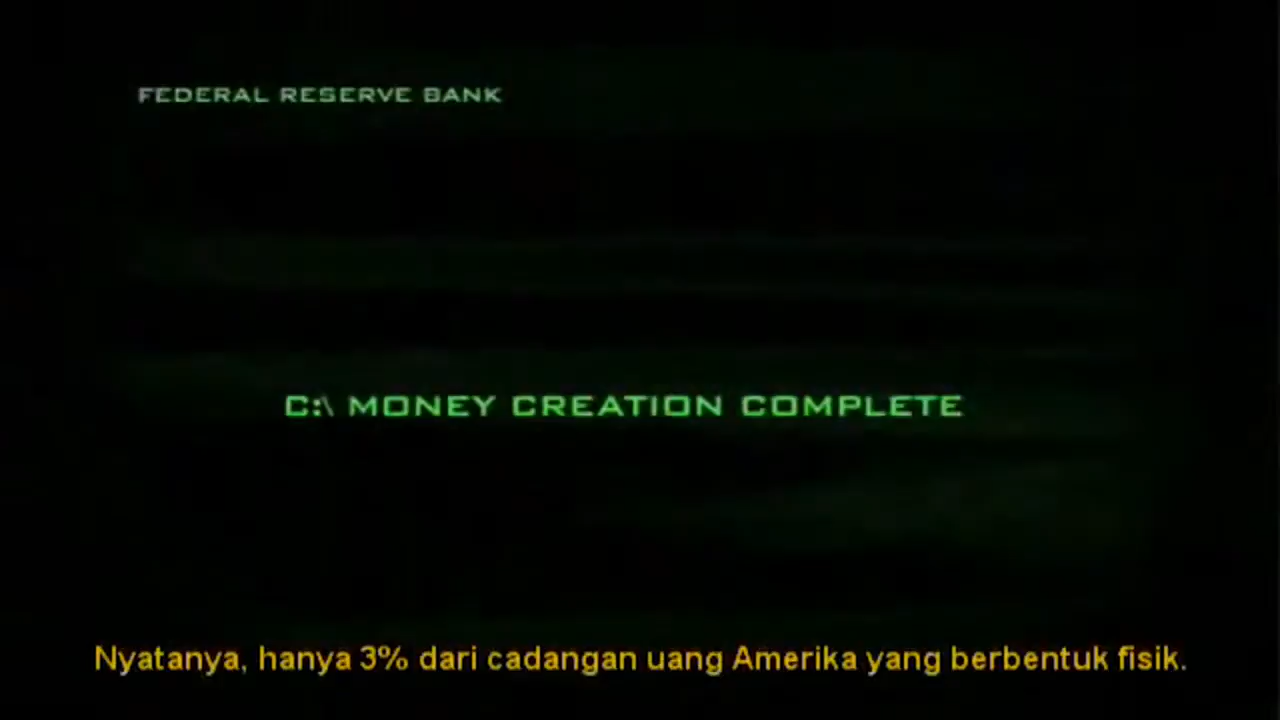 FEDERAL RESERVE BANK
C:\ MONEY CREATION COMPLETE
Nyatanya, hanya 3% dari cadangan uang Amerika yang berbentuk fisik.